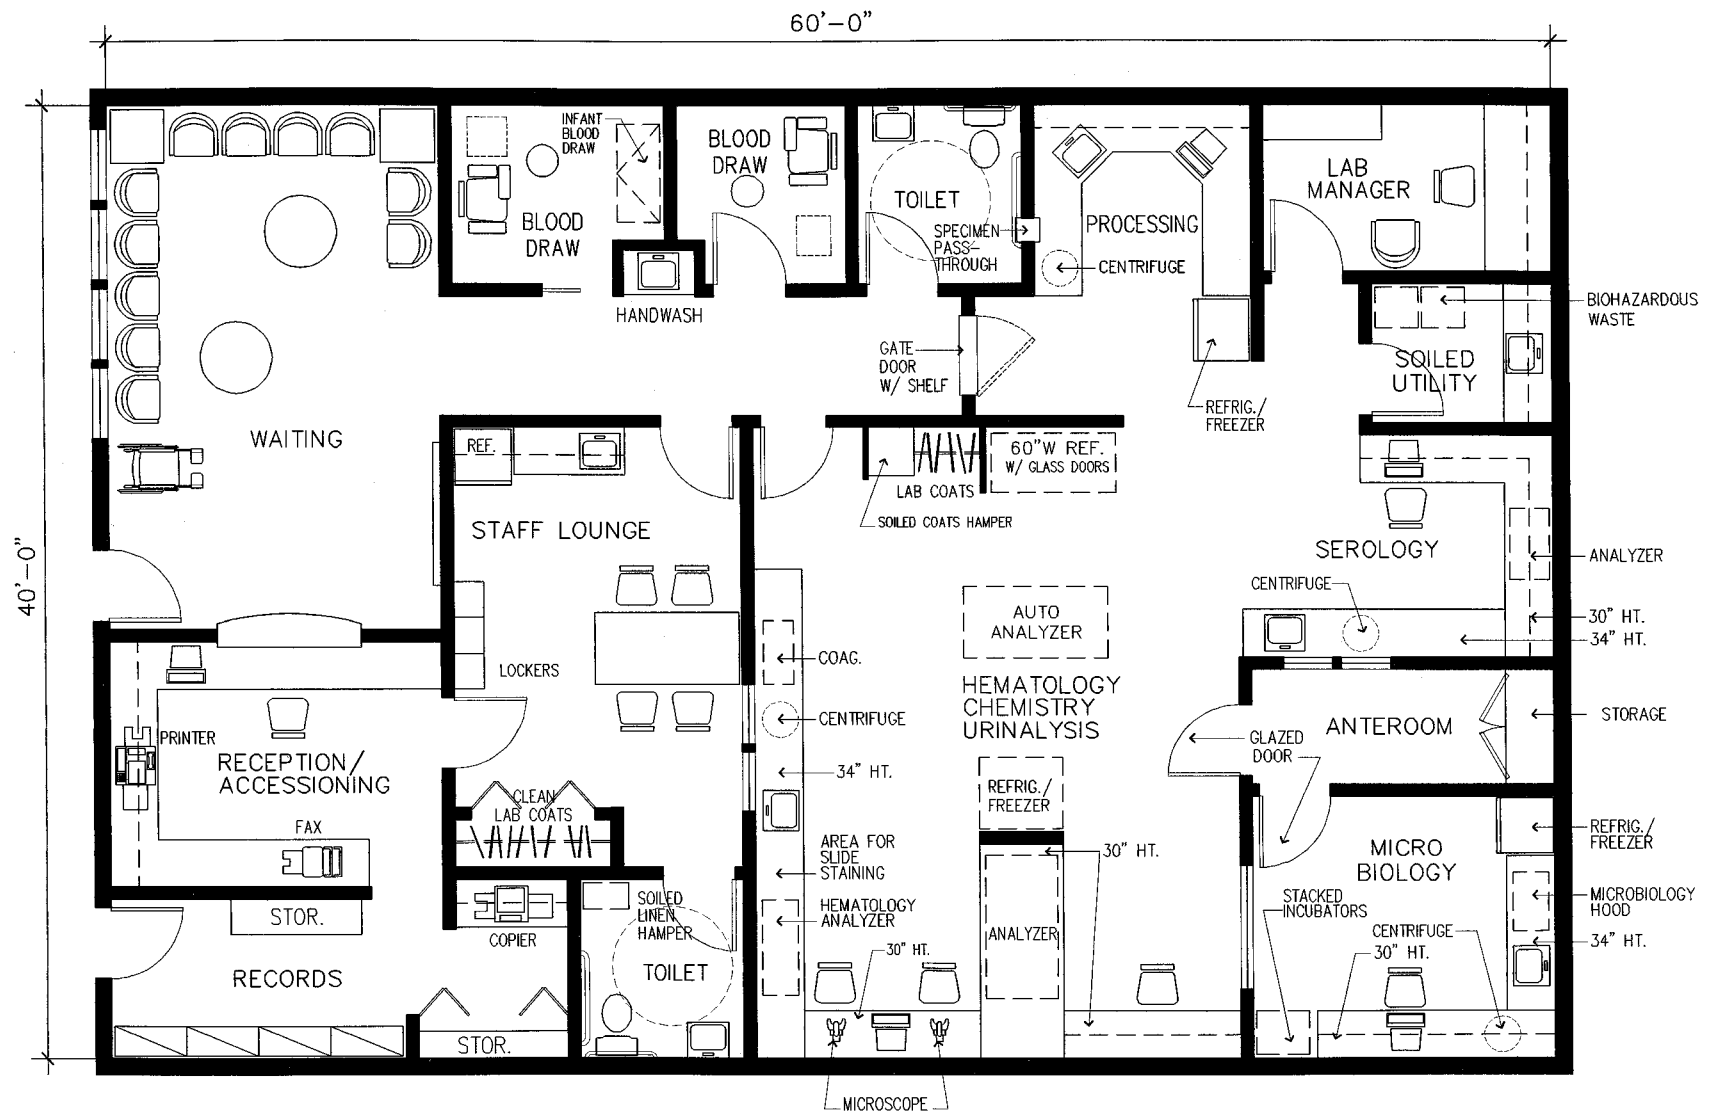 60'-0"
40'-0"
INFANT
BLOOD
DRAW
BLOOD
DRAW
BLOOD
DRAW
TOILET
SPECIMEN
PASS-
THROUGH
PROCESSING
CENTRIFUGE
LAB
MANAGER
HANDWASH
GATE
DOOR
W/ SHELF
REFRIG./
FREEZER
SOILED
UTILITY
BIOHAZARDOUS
WASTE
WAITING
REF.
STAFF LOUNGE
LOCKERS
LAB COATS
SOILED COATS HAMPER
60"W REF.
W/ GLASS DOORS
SEROLOGY
ANALYZER
CENTRIFUGE
30" HT.
34" HT.
AUTO
ANALYZER
COAG.
HEMATOLOGY
CHEMISTRY
URINALYSIS
CENTRIFUGE
34" HT.
ANTEROOM
STORAGE
GLAZED
DOOR
PRINTER
RECEPTION/
ACCESSIONING
FAX
CLEAN
LAB COATS
REFRIG./
FREEZER
AREA FOR
SLIDE
STAINING
30" HT.
MICRO
BIOLOGY
REFRIG./
FREEZER
STOR.
COPIER
SOILED
LINEN
HAMPER
HEMATOLOGY
ANALYZER
ANALYZER
30" HT.
STACKED
INCUBATORS
MICROBIOLOGY
HOOD
CENTRIFUGE
30" HT.
34" HT.
RECORDS
TOILET
STOR.
MICROSCOPE